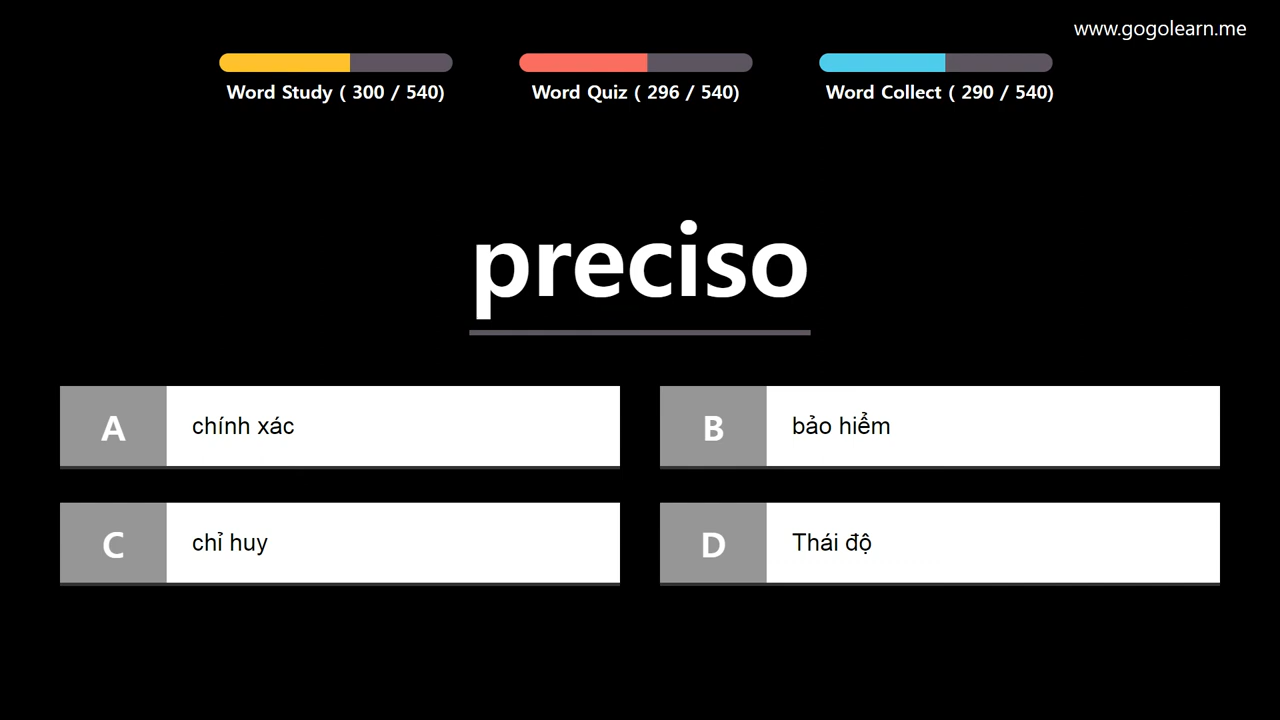 www.gogolearn.me
Word Study ( 300 / 540)
Word Quiz ( 296 / 540)
Word Collect ( 290 / 540)
preciso
A
chính xác
B
bảo hiểm
C
chỉ huy
D
Thái độ